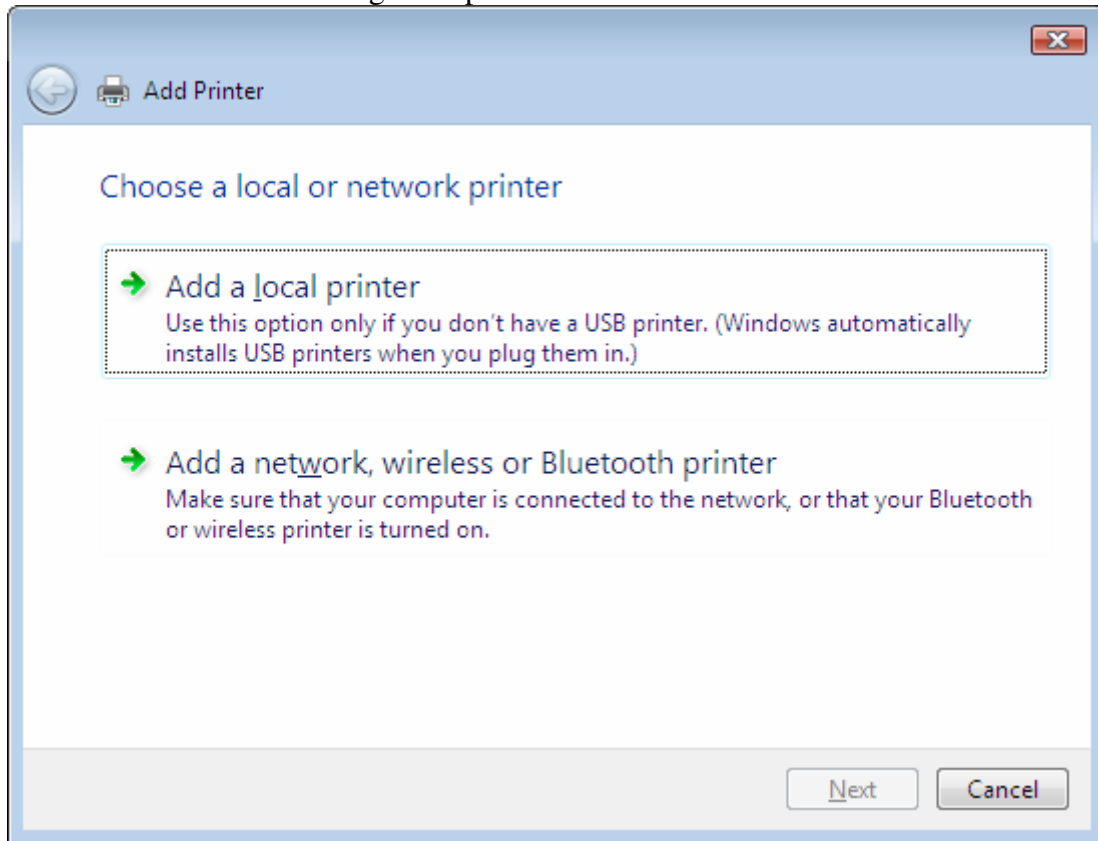 Add Printer
Choose a local or network printer
Add a local printer
Use this option only if you don't have a USB printer. (Windows automatically
installs USB printers when you plug them in.)
Add a network, wireless or Bluetooth printer
Make sure that your computer is connected to the network, or that your Bluetooth
or wireless printer is turned on.
Next
Cancel